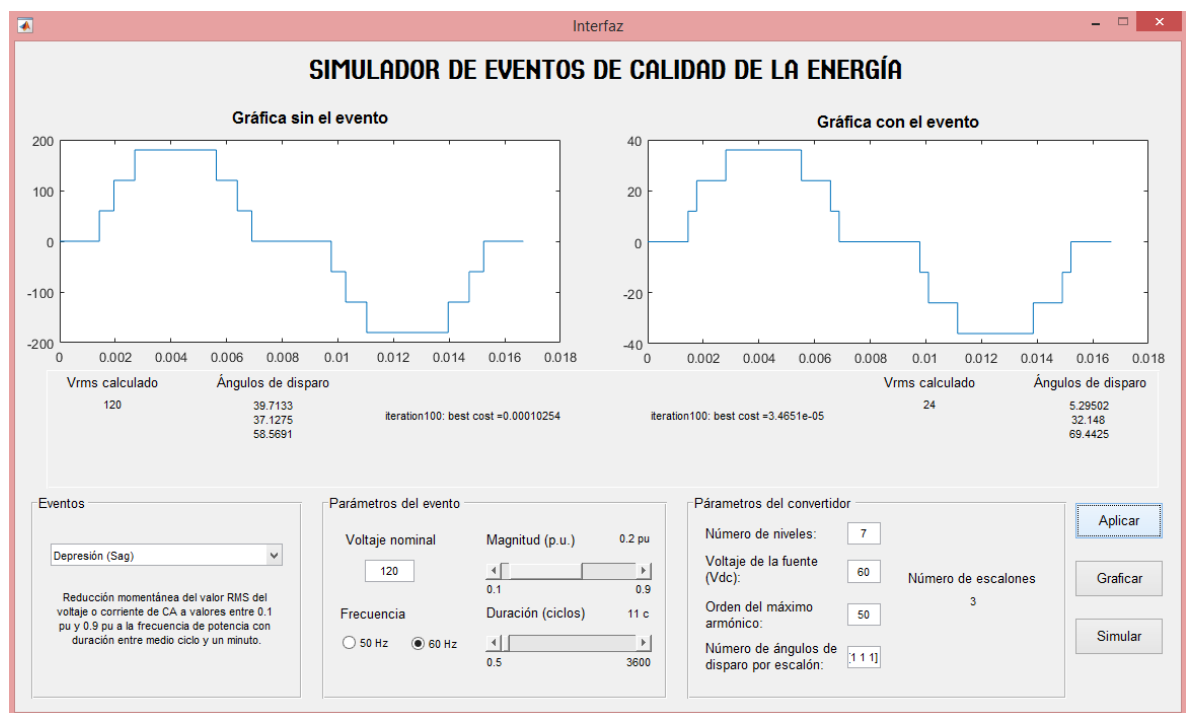 Interfaz
SIMULADOR DE EVENTOS DE CALIDAD DE LA ENERGÍA
Gráfica sin el evento
200
100
0
-100
-200
0 0.002 0.004 0.006 0.008 0.01 0.012 0.014 0.016 0.018
Gráfica con el evento
40
20
0
-20
-40
0 0.002 0.004 0.006 0.008 0.01 0.012 0.014 0.016 0.018
Vrms calculado
120
Ángulos de disparo
39.7133
37.1275
58.5691
iteration100: best cost =0.00010254
iteration100: best cost =3.4651e-05
Vrms calculado
24
Ángulos de disparo
5.29502
32.148
69.4425
Eventos
Depresión (Sag)
Reducción momentánea del valor RMS del
voltaje o corriente de CA a valores entre 0.1
pu y 0.9 pu a la frecuencia de potencia con
duración entre medio ciclo y un minuto.
Parámetros del evento
Voltaje nominal
120
Frecuencia
50 Hz 60 Hz
Magnitud (p.u.) 0.2 pu
0.1 0.9
Duración (ciclos) 11 c
0.5 3600
Párametros del convertidor
Número de niveles: 7
Voltaje de la fuente
(Vdc): 60
Orden del máximo
armónico: 50
Número de ángulos de
disparo por escalón: [1 1 1]
Número de escalones
3
Aplicar
Graficar
Simular